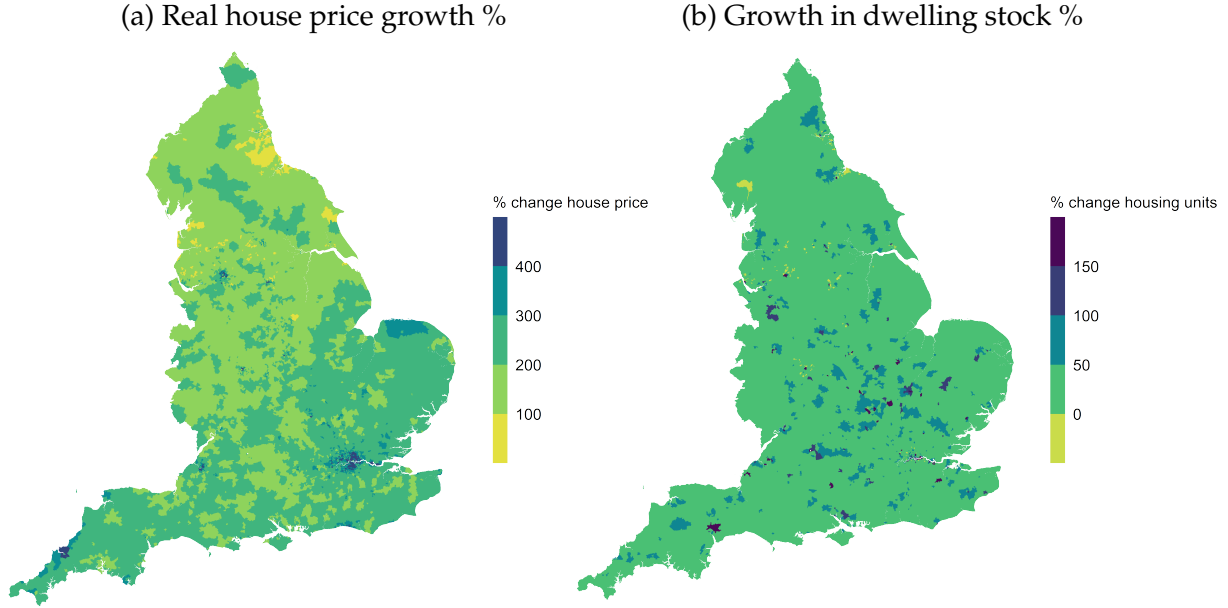 (a) Real house price growth %
(b) Growth in dwelling stock %
% change house price
400
300
200
100
% change housing units
150
100
50
0